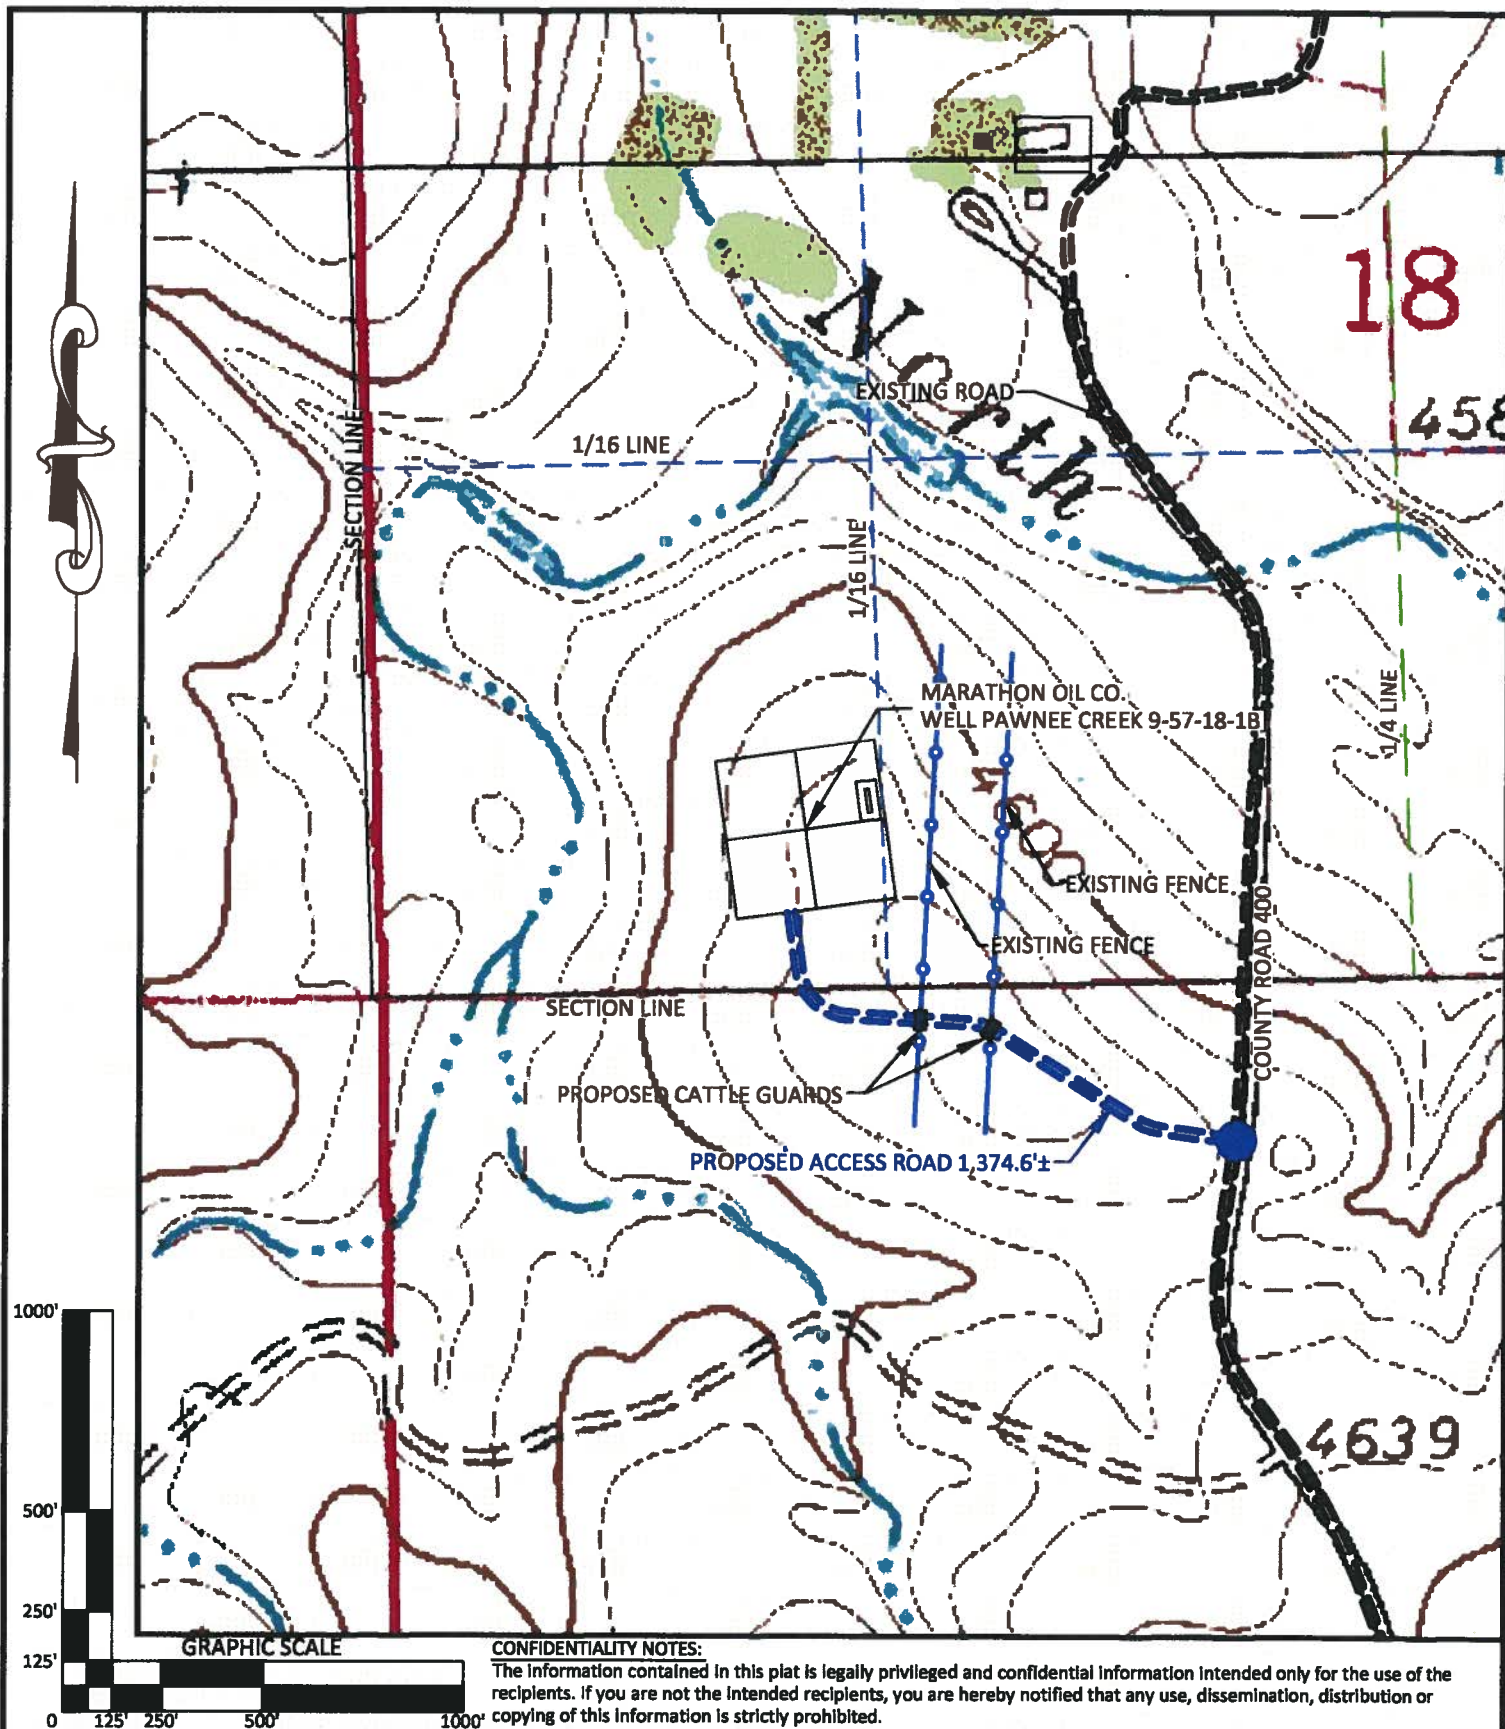 18
North
EXISTING ROAD
458
1/16 LINE
SECTION LINE
1/16 LINE
1/4 LINE
MARATHON OIL CO.
WELL PAWNEE CREEK 9-57-18-1B
4600
EXISTING FENCE
EXISTING FENCE
COUNTY ROAD 400
SECTION LINE
PROPOSED CATTLE GUARDS
PROPOSED ACCESS ROAD 1,374.6'±
4639
1000'
500'
250'
125'
0 125' 250' 500' 1000'
GRAPHIC SCALE
CONFIDENTIALITY NOTES:
The information contained in this plat is legally privileged and confidential information intended only for the use of the
recipients. If you are not the intended recipients, you are hereby notified that any use, dissemination, distribution or
copying of this information is strictly prohibited.